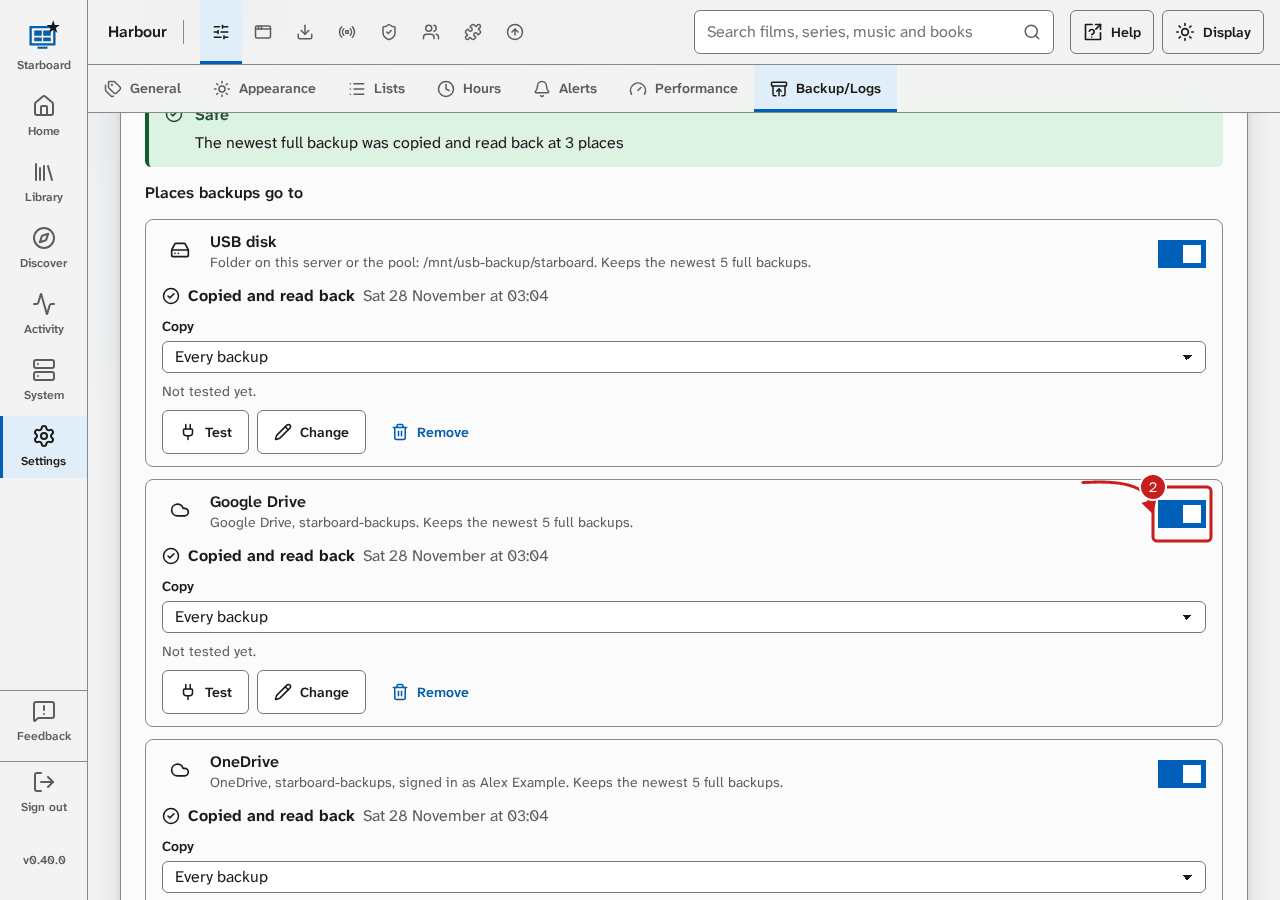 Starboard
Home
Library
Discover
Activity
System
Settings
Feedback
Sign out
v0.40.0
Harbour
Search films, series, music and books
Help
Display
General
Appearance
Lists
Hours
Alerts
Performance
Backup/Logs
Safe
The newest full backup was copied and read back at 3 places
Places backups go to
USB disk
Folder on this server or the pool: /mnt/usb-backup/starboard. Keeps the newest 5 full backups.
Copied and read back Sat 28 November at 03:04
Copy
Every backup
Not tested yet.
Test
Change
Remove
Google Drive
2
Google Drive, starboard-backups. Keeps the newest 5 full backups.
Copied and read back Sat 28 November at 03:04
Copy
Every backup
Not tested yet.
Test
Change
Remove
OneDrive
OneDrive, starboard-backups, signed in as Alex Example. Keeps the newest 5 full backups.
Copied and read back Sat 28 November at 03:04
Copy
Every backup